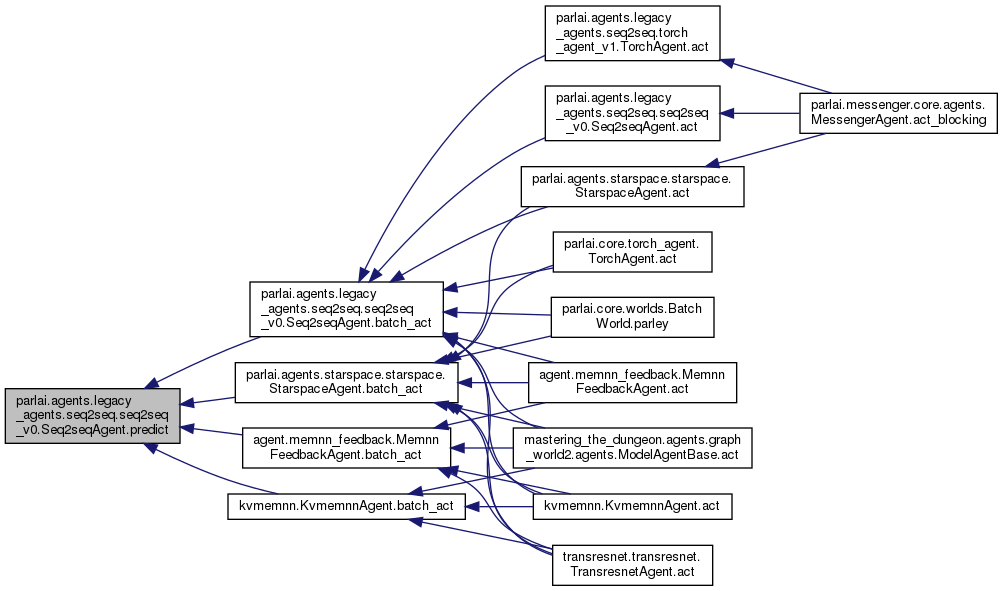 parlai.agents.legacy
_agents.seq2seq.torch
_agent_v1.TorchAgent.act
parlai.agents.legacy
_agents.seq2seq.seq2seq
_v0.Seq2seqAgent.act
parlai.messenger.core.agents.
MessengerAgent.act_blocking
parlai.agents.starspace.starspace.
StarspaceAgent.act
parlai.core.torch_agent.
TorchAgent.act
parlai.agents.legacy
_agents.seq2seq.seq2seq
_v0.Seq2seqAgent.batch_act
parlai.core.worlds.Batch
World.parley
parlai.agents.starspace.starspace.
StarspaceAgent.batch_act
agent.memnn_feedback.Memnn
FeedbackAgent.act
parlai.agents.legacy
_agents.seq2seq.seq2seq
_v0.Seq2seqAgent.predict
agent.memnn_feedback.Memnn
FeedbackAgent.batch_act
mastering_the_dungeon.agents.graph
_world2.agents.ModelAgentBase.act
kvmemnn.KvmemnnAgent.batch_act
kvmemnn.KvmemnnAgent.act
transresnet.transresnet.
TransresnetAgent.act